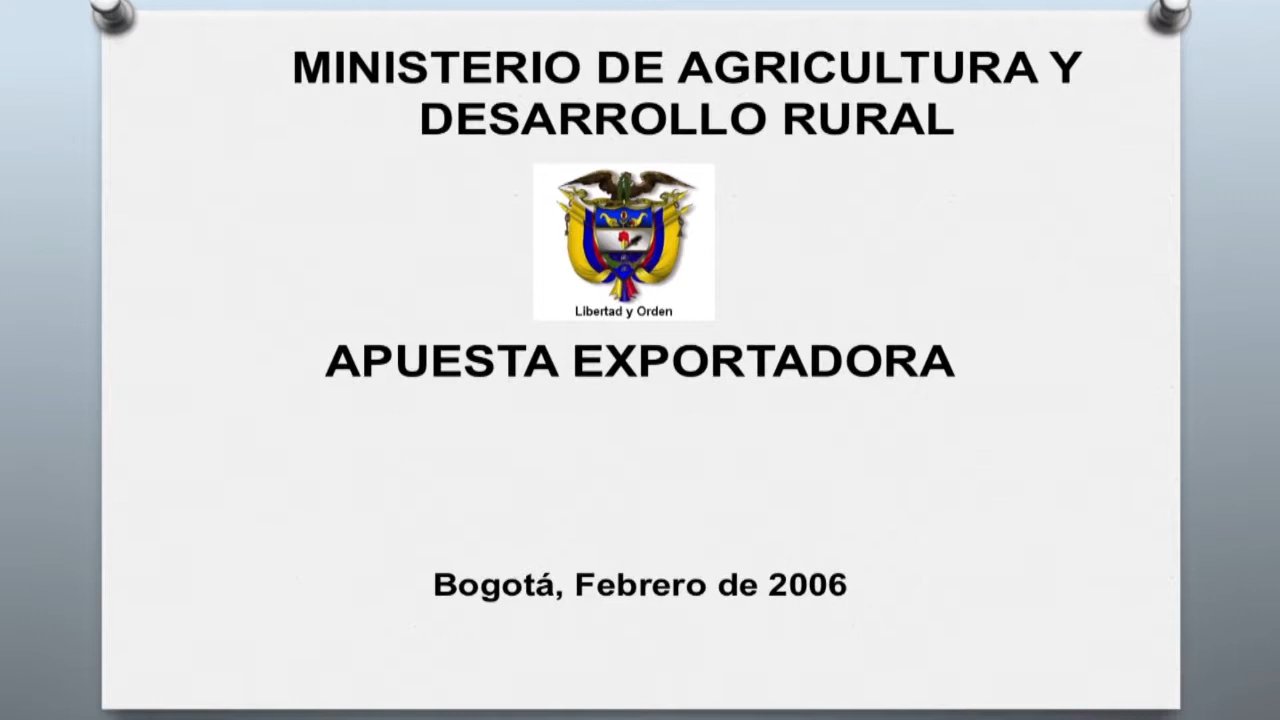 MINISTERIO DE AGRICULTURA Y
DESARROLLO RURAL
Libertad y Orden
APUESTA EXPORTADORA
Bogotá, Febrero de 2006